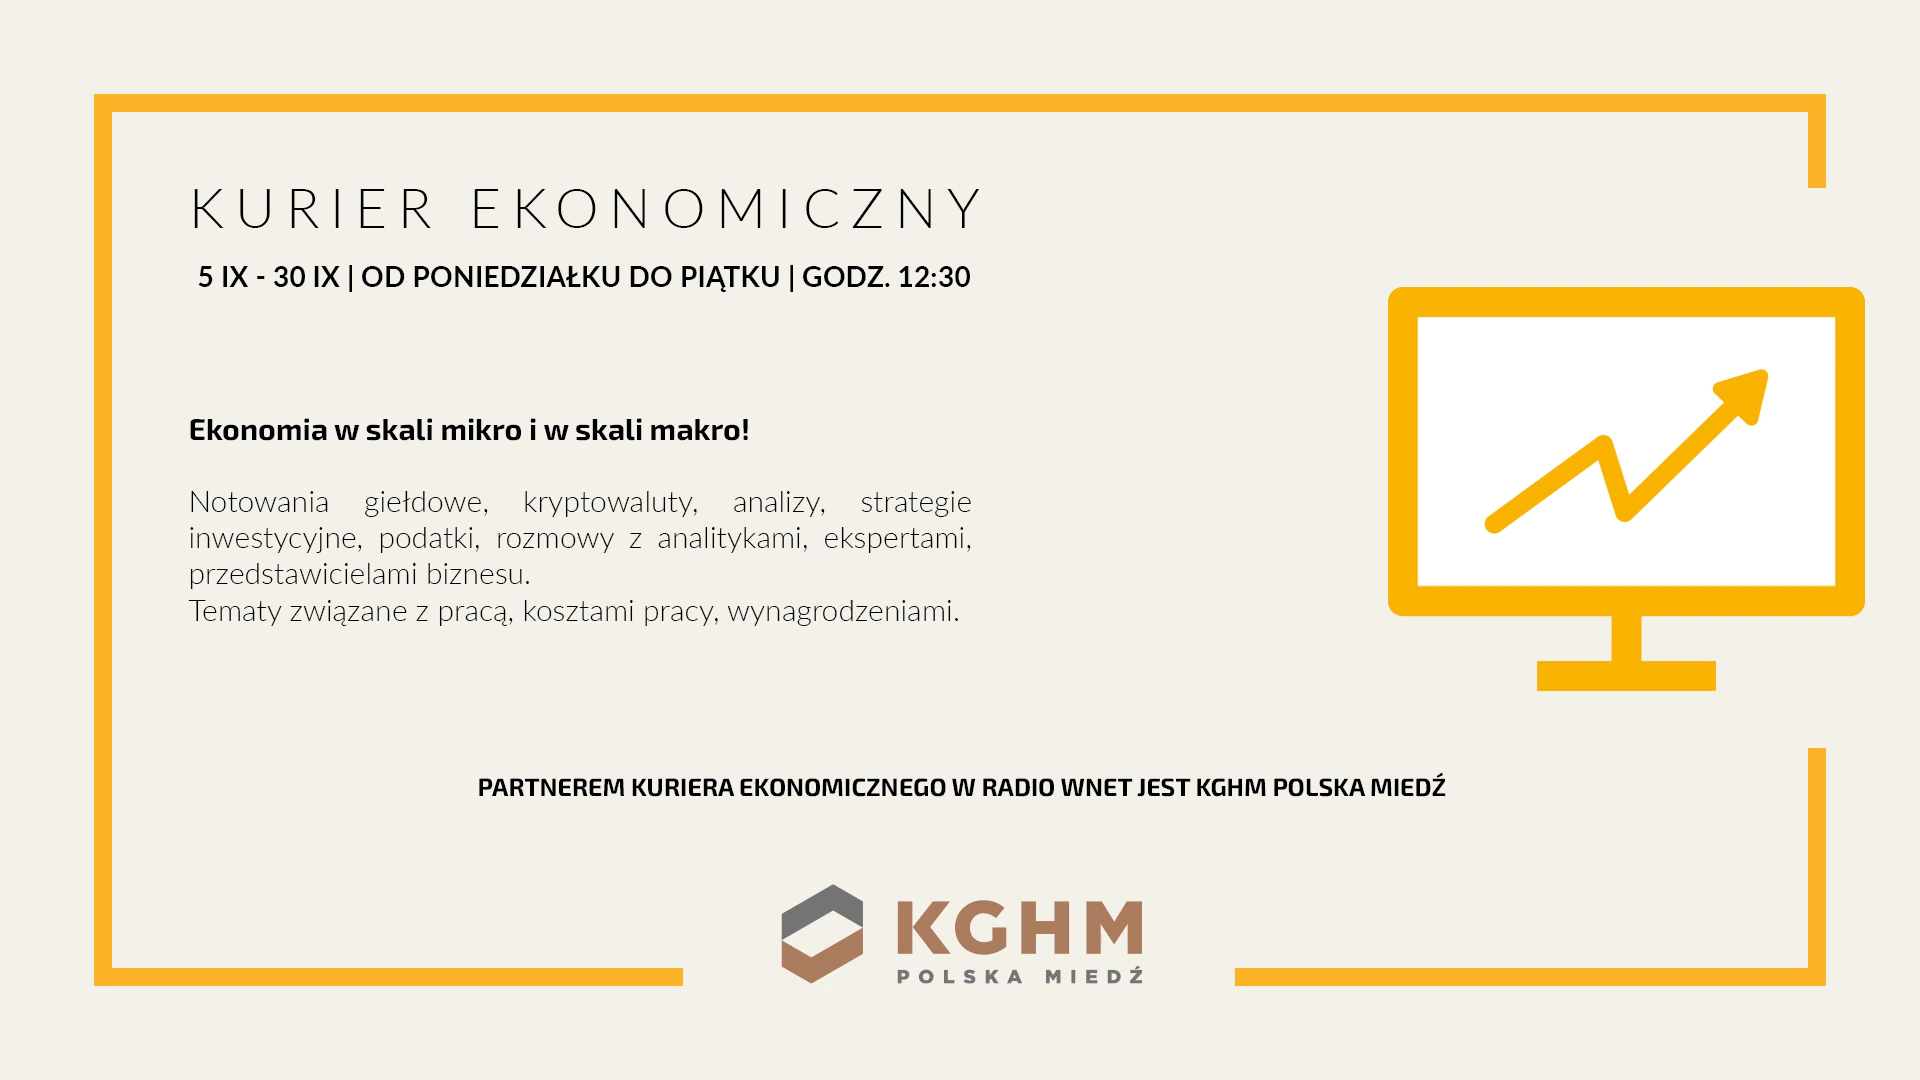 KURIER EKONOMICZNY
5 IX - 30 IX | OD PONIEDZIAŁKU DO PIĄTKU | GODZ. 12:30
Ekonomia w skali mikro i w skali makro!
Notowania giełdowe, kryptowaluty, analizy, strategie
inwestycyjne, podatki, rozmowy z analitykami, ekspertami,
przedstawicielami biznesu.
Tematy związane z pracą, kosztami pracy, wynagrodzeniami.
PARTNEREM KURIERA EKONOMICZNEGO W RADIO WNET JEST KGHM POLSKA MIEDŹ
KGHM
POLSKA MIEDŹ